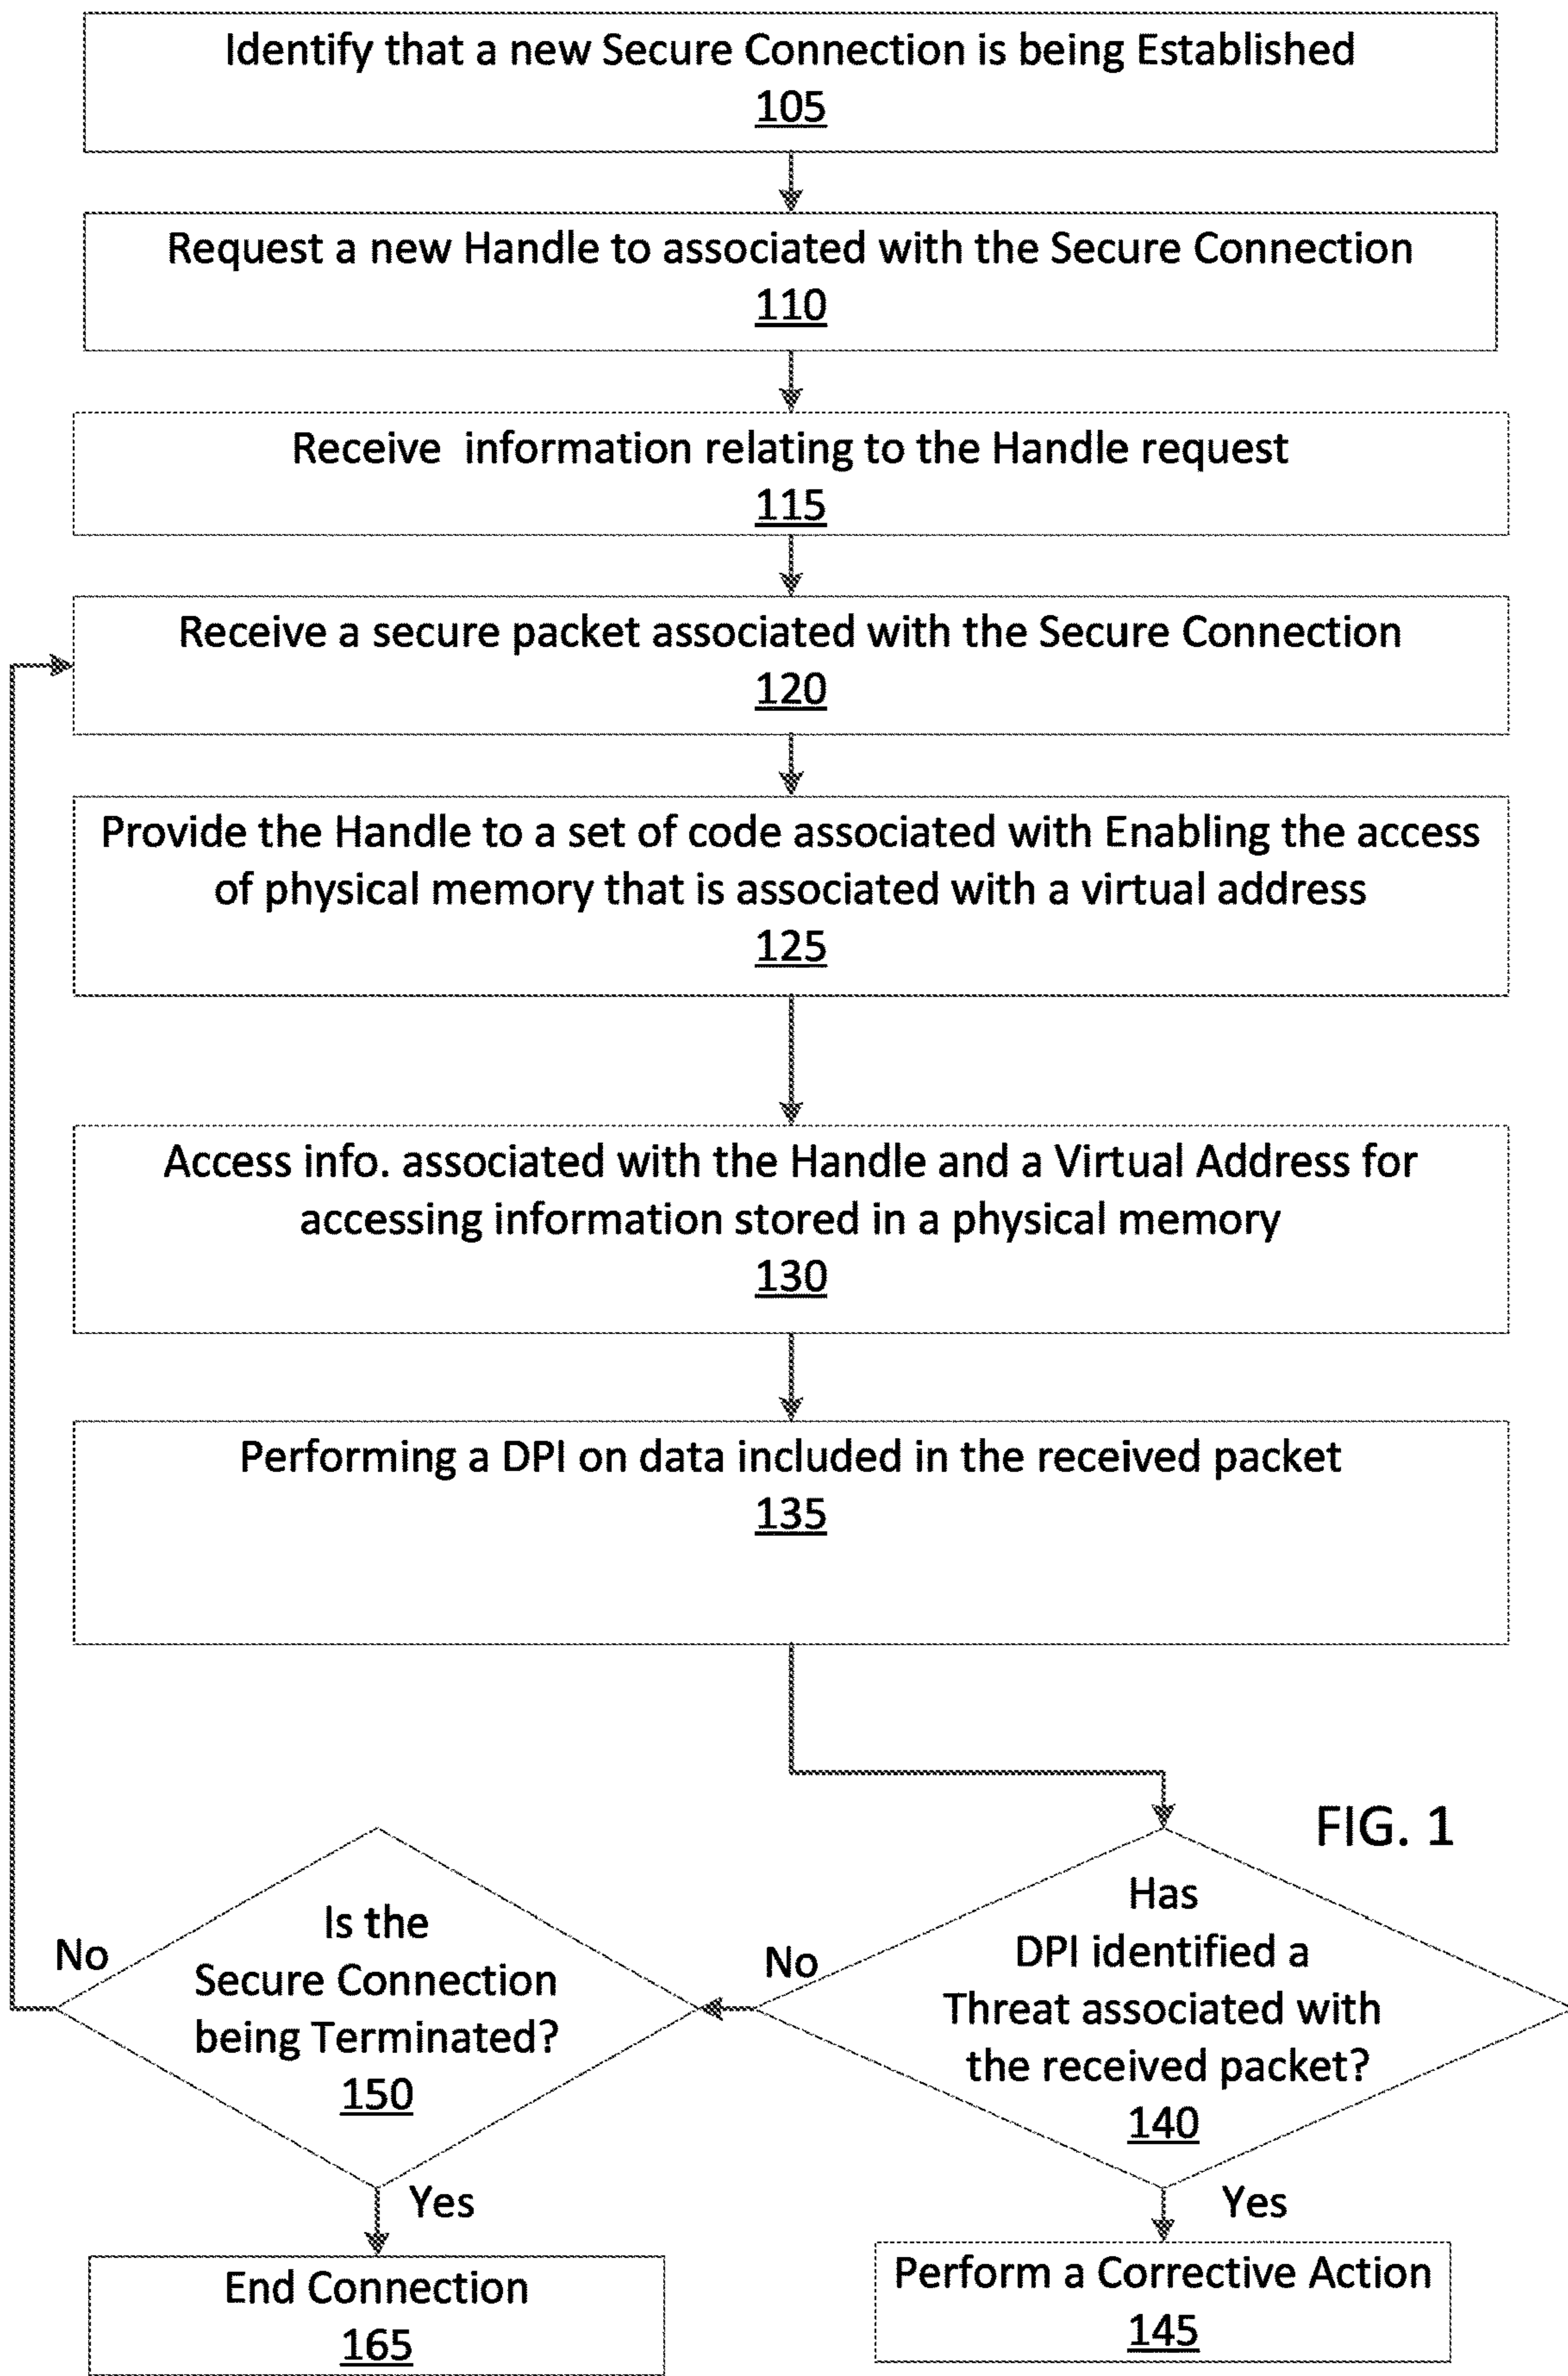 Identify that a new Secure Connection is being Established
105
Request a new Handle to associated with the Secure Connection
110
Receive information relating to the Handle request
115
Receive a secure packet associated with the Secure Connection
120
Provide the Handle to a set of code associated with Enabling the access
of physical memory that is associated with a virtual address
125
Access info. associated with the Handle and a Virtual Address for
accessing information stored in a physical memory
130
Performing a DPI on data included in the received packet
135
FIG. 1
Has
DPI identified a
Threat associated with
the received packet?
140
No
Yes
Is the
Secure Connection
being Terminated?
150
No
Yes
End Connection
165
Perform a Corrective Action
145